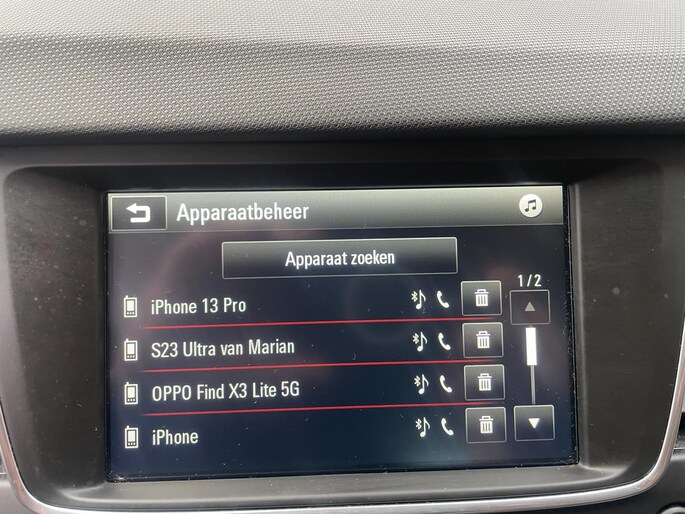 Apparaatbeheer
Apparaat zoeken
1/2
iPhone 13 Pro
S23 Ultra van Marian
OPPO Find X3 Lite 5G
iPhone